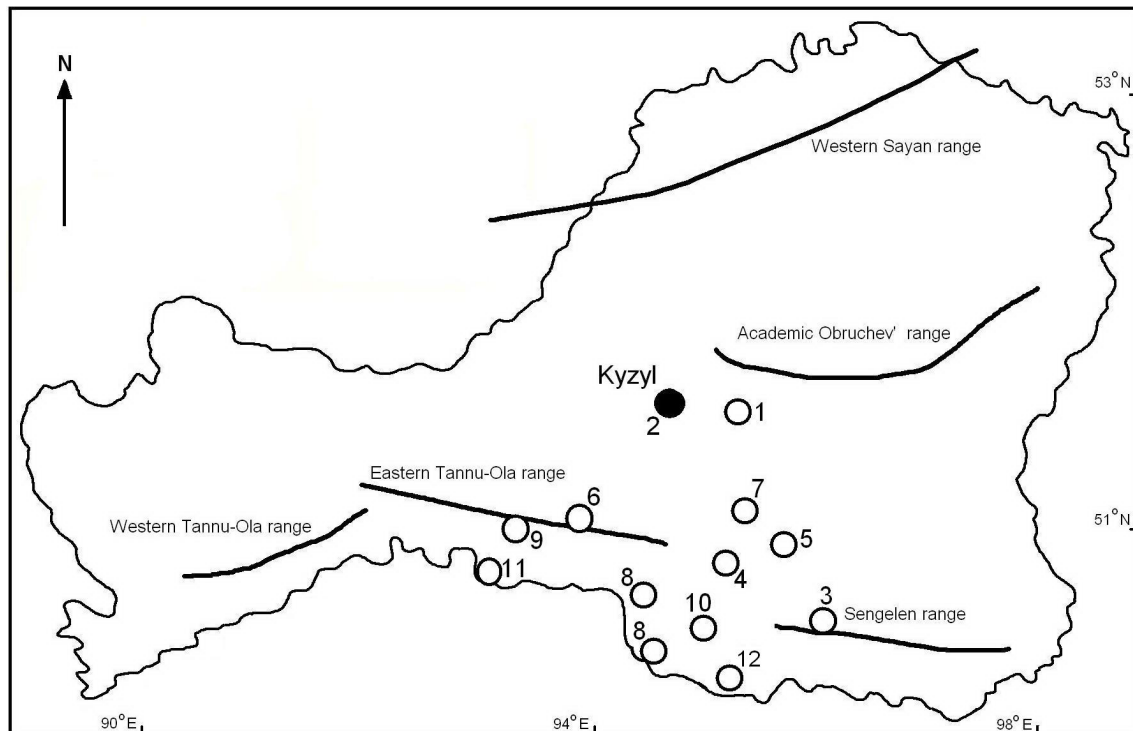 N
53°N
Western Sayan range
Academic Obruchev' range
Kyzyl
2
1
Eastern Tannu-Ola range
6
7
Western Tannu-Ola range
51°N
9
5
11
4
8
3
10
Sengelen range
8
12
90°E
94°E
98°E